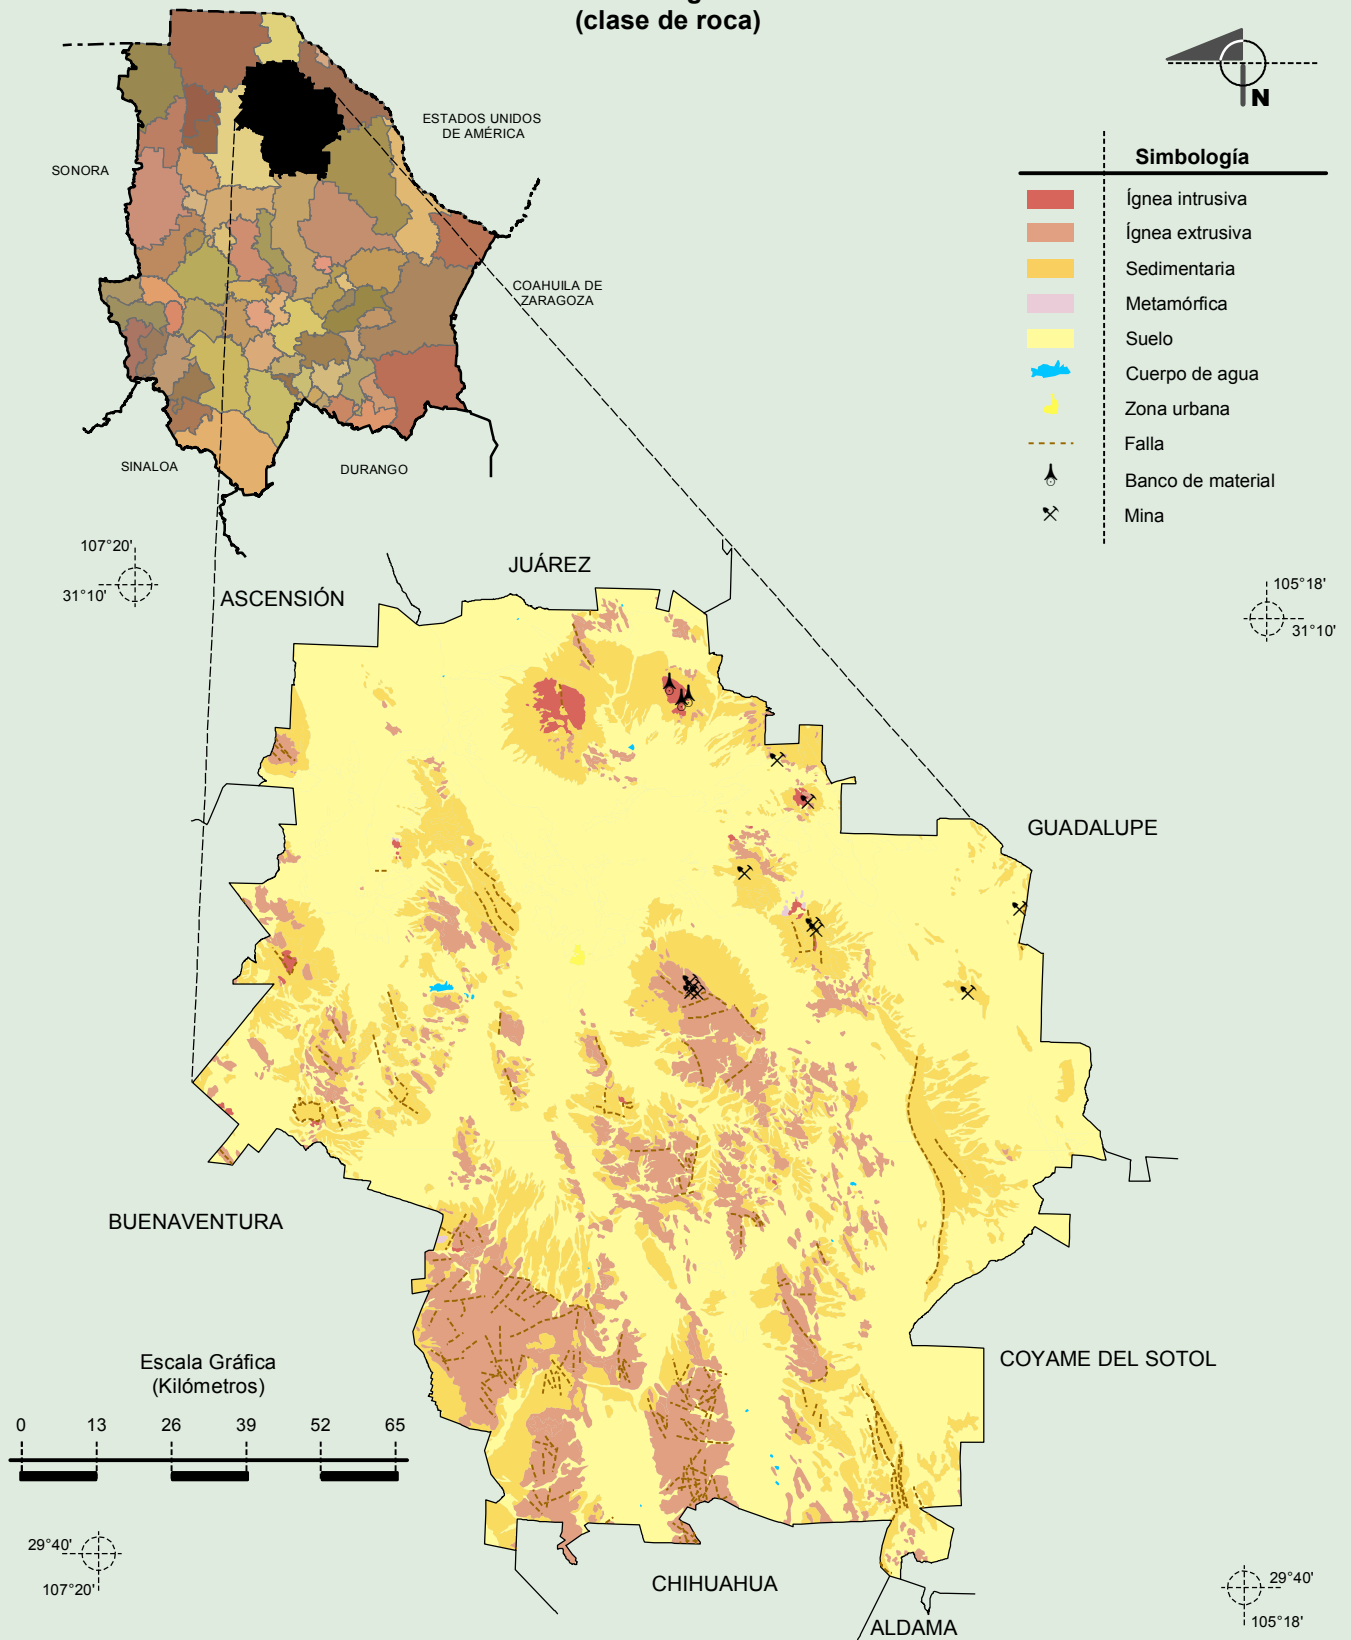 (clase de roca)
N
ESTADOS UNIDOS
DE AMÉRICA
SONORA
COAHUILA DE
ZARAGOZA
SINALOA
DURANGO
Simbología
Ígnea intrusiva
Ígnea extrusiva
Sedimentaria
Metamórfica
Suelo
Cuerpo de agua
Zona urbana
Falla
Banco de material
Mina
107°20'
31°10'
105°18'
31°10'
JUÁREZ
ASCENSIÓN
GUADALUPE
BUENAVENTURA
COYAME DEL SOTOL
Escala Gráfica
(Kilómetros)
0 13 26 39 52 65
29°40'
107°20'
CHIHUAHUA
ALDAMA
29°40'
105°18'